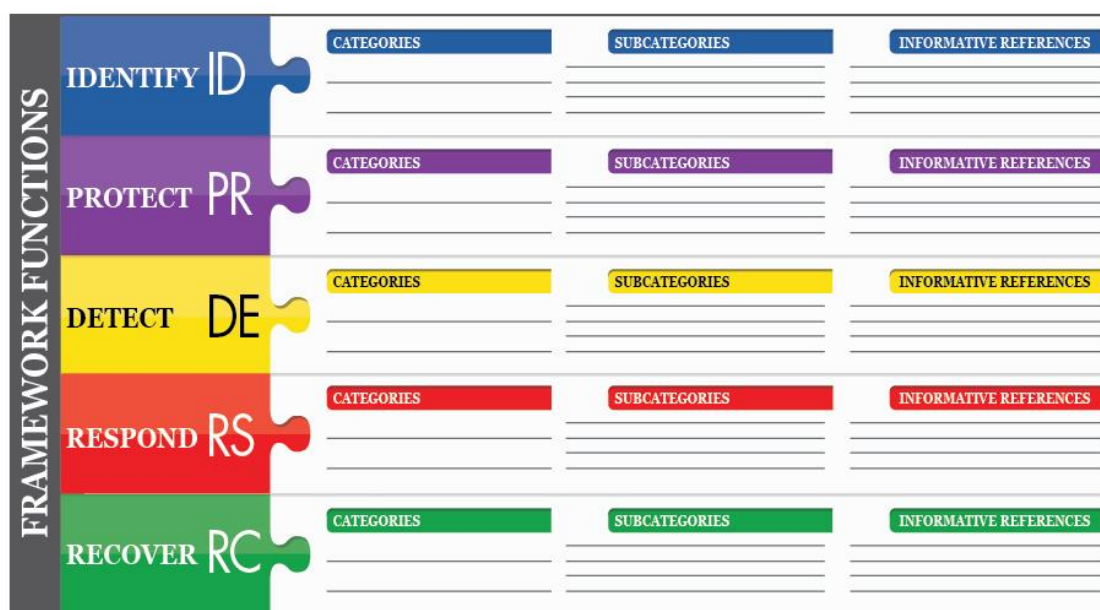 FRAMEWORK FUNCTIONS
IDENTIFY ID
CATEGORIES
SUBCATEGORIES
INFORMATIVE REFERENCES
PROTECT PR
CATEGORIES
SUBCATEGORIES
INFORMATIVE REFERENCES
DETECT DE
CATEGORIES
SUBCATEGORIES
INFORMATIVE REFERENCES
RESPOND RS
CATEGORIES
SUBCATEGORIES
INFORMATIVE REFERENCES
RECOVER RC
CATEGORIES
SUBCATEGORIES
INFORMATIVE REFERENCES